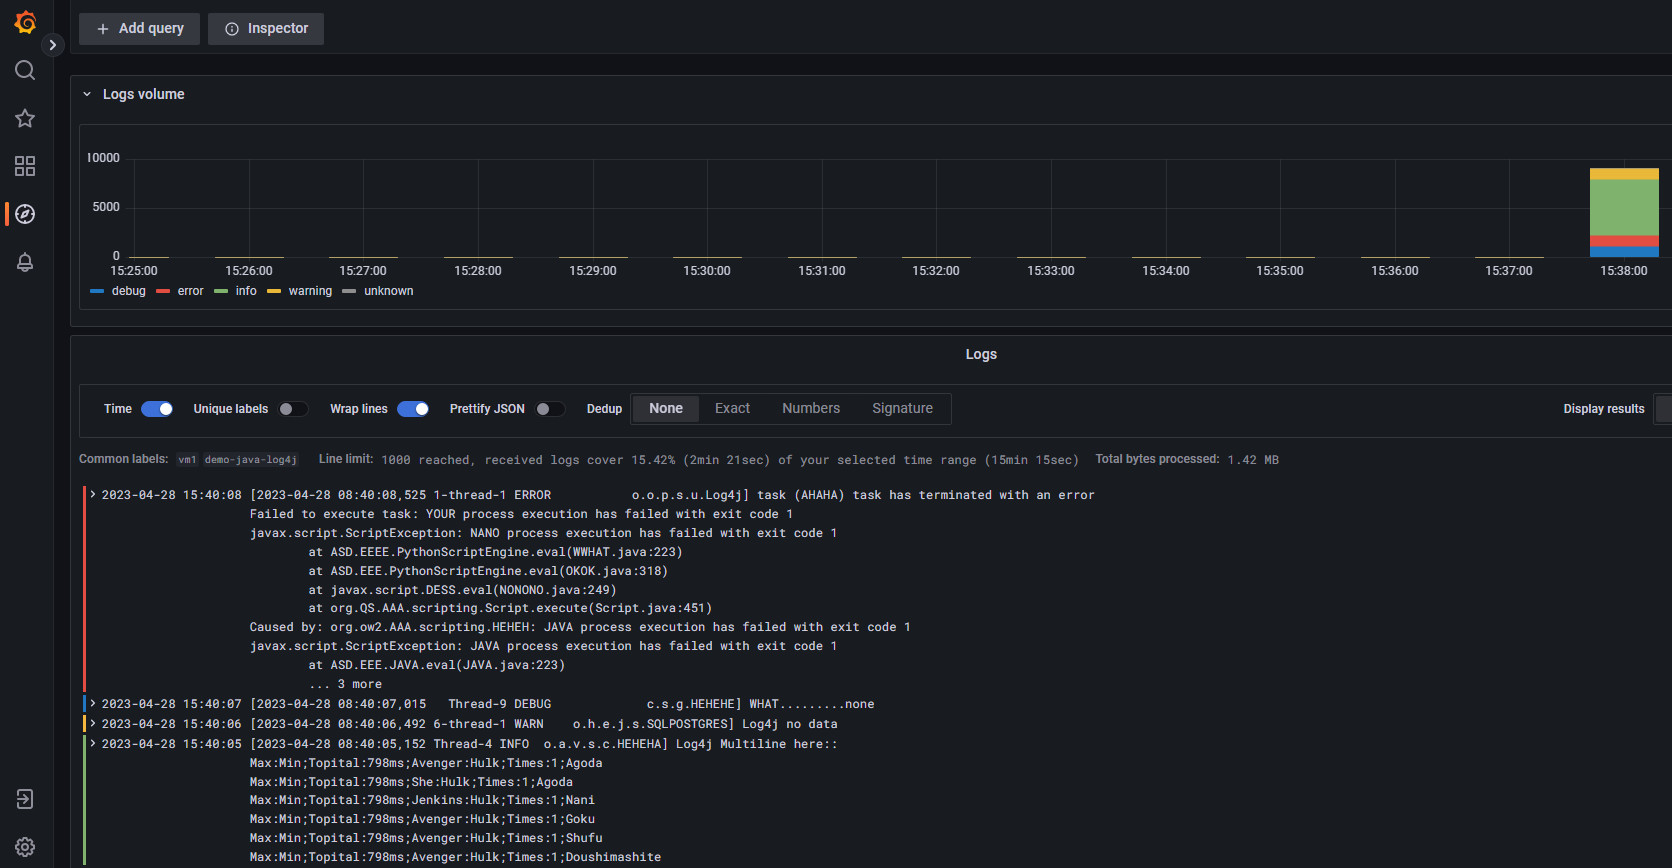 Add query Inspector
Logs volume
10000
5000
0
15:25:00 15:26:00 15:27:00 15:28:00 15:29:00 15:30:00 15:31:00 15:32:00 15:33:00 15:34:00 15:35:00 15:36:00 15:37:00 15:38:00
debug error info warning unknown
Logs
Time Unique labels Wrap lines Prettify JSON Dedup None Exact Numbers Signature Display results
Common labels: vm1 demo-java-log4j Line limit: 1000 reached, received logs cover 15.42% (2min 21sec) of your selected time range (15min 15sec) Total bytes processed: 1.42 MB
2023-04-28 15:40:08 [2023-04-28 08:40:08,525 1-thread-1 ERROR o.o.p.s.u.Log4j] task (AHAHA) task has terminated with an error
Failed to execute task: YOUR process execution has failed with exit code 1
javax.script.ScriptException: NANO process execution has failed with exit code 1
at ASD.EEEE.PythonScriptEngine.eval(WWHAT.java:223)
at ASD.EEE.PythonScriptEngine.eval(OKOK.java:318)
at javax.script.DESS.eval(NONONO.java:249)
at org.QS.AAA.scripting.Script.execute(Script.java:451)
Caused by: org.ow2.AAA.scripting.HEHEH: JAVA process execution has failed with exit code 1
javax.script.ScriptException: JAVA process execution has failed with exit code 1
at ASD.EEE.JAVA.eval(JAVA.java:223)
... 3 more
2023-04-28 15:40:07 [2023-04-28 08:40:07,015 Thread-9 DEBUG c.s.g.HEHEHE] WHAT.........none
2023-04-28 15:40:06 [2023-04-28 08:40:06,492 6-thread-1 WARN o.h.e.j.s.SQLPOSTGRES] Log4j no data
2023-04-28 15:40:05 [2023-04-28 08:40:05,152 Thread-4 INFO o.a.v.s.c.HEHEHA] Log4j Multiline here::
Max:Min;Topital:798ms;Avenger:Hulk;Times:1;Agoda
Max:Min;Topital:798ms;She:Hulk;Times:1;Agoda
Max:Min;Topital:798ms;Jenkins:Hulk;Times:1;Nani
Max:Min;Topital:798ms;Avenger:Hulk;Times:1;Goku
Max:Min;Topital:798ms;Avenger:Hulk;Times:1;Shufu
Max:Min;Topital:798ms;Avenger:Hulk;Times:1;Doushimashite